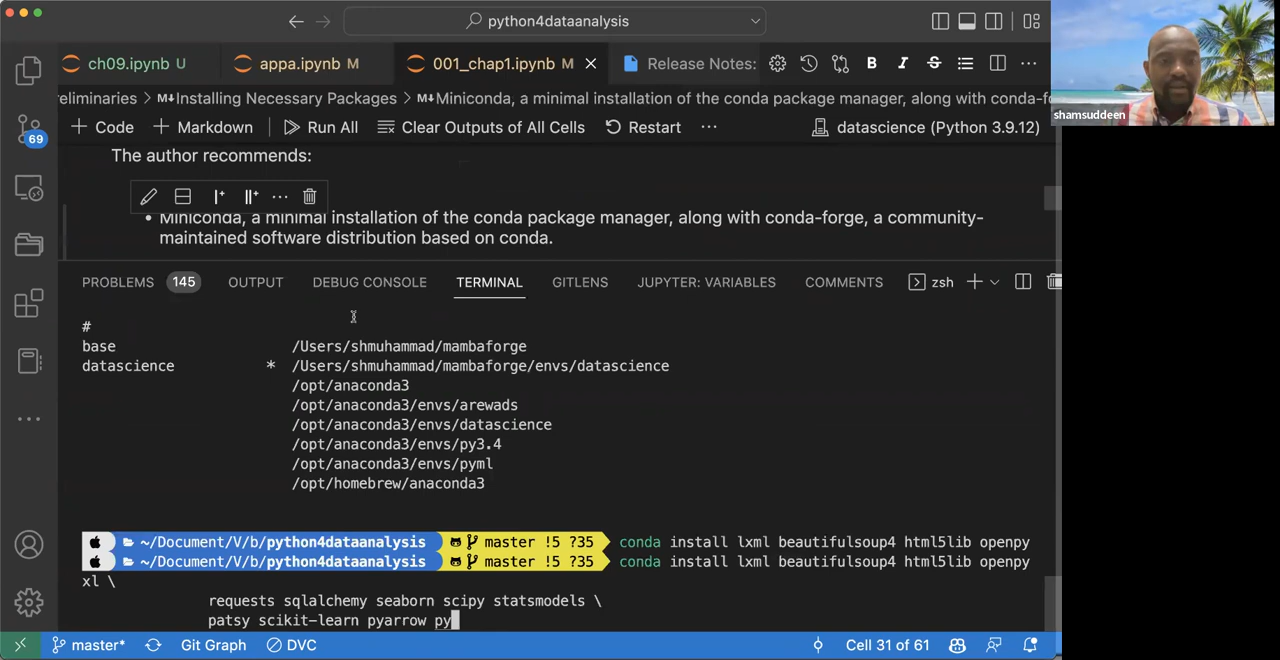 python4dataanalysis
ch09.ipynb U
appa.ipynb M
001_chap1.ipynb M
Release Notes:
eliminaries > M↓Installing Necessary Packages > M↓Miniconda, a minimal installation of the conda package manager, along with conda-fo
+ Code + Markdown Run All Clear Outputs of All Cells Restart ... datascience (Python 3.9.12)
shamsuddeen
The author recommends:
• Miniconda, a minimal installation of the conda package manager, along with conda-forge, a community-
maintained software distribution based on conda.
PROBLEMS 145 OUTPUT DEBUG CONSOLE TERMINAL GITLENS JUPYTER: VARIABLES COMMENTS zsh
69
#
base /Users/shmuhammad/mambaforge
datascience * /Users/shmuhammad/mambaforge/envs/datascience
/opt/anaconda3
/opt/anaconda3/envs/arewads
/opt/anaconda3/envs/datascience
/opt/anaconda3/envs/py3.4
/opt/anaconda3/envs/pyml
/opt/homebrew/anaconda3
~/Document/V/b/python4dataanalysis master !5 ?35 conda install lxml beautifulsoup4 html5lib openpy
~/Document/V/b/python4dataanalysis master !5 ?35 conda install lxml beautifulsoup4 html5lib openpy
xl \
requests sqlalchemy seaborn scipy statsmodels \
patsy scikit-learn pyarrow py
master* Git Graph DVC Cell 31 of 61